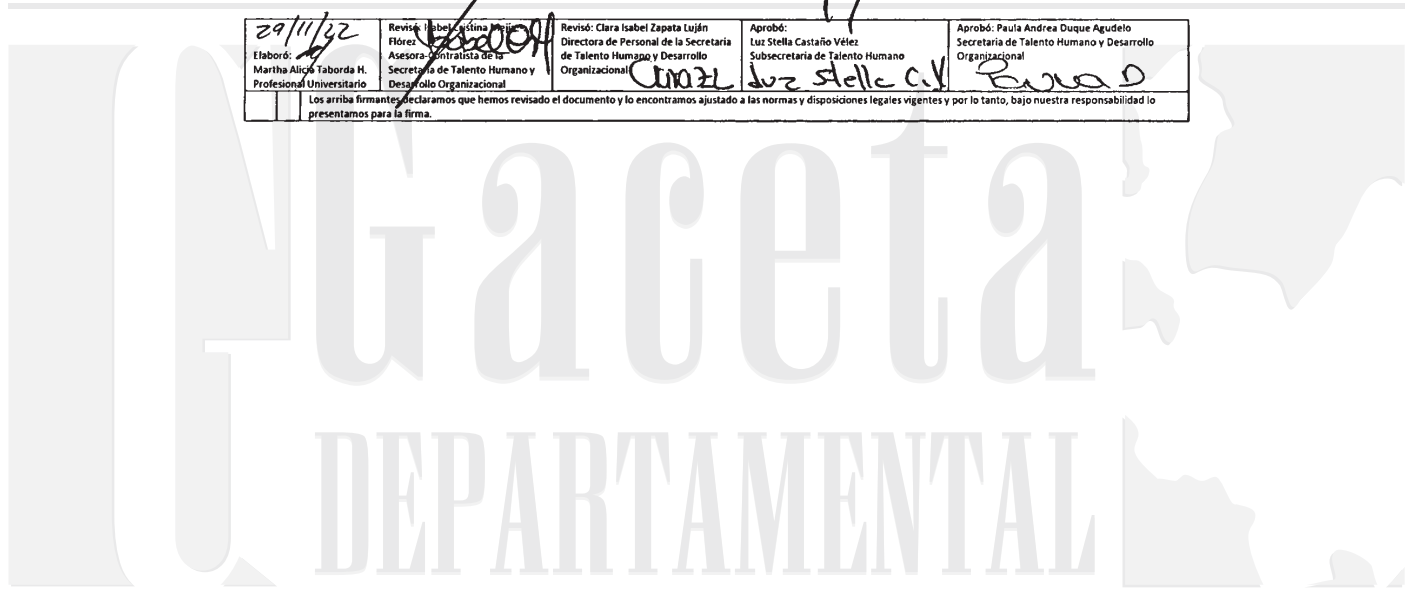 29/11/22
Elaboró:
Martha Alicia Taborda H.
Profesional Universitario
Revisó: Isabel Cristina Mejía
Flórez
Asesora-Contratista de la
Secretaria de Talento Humano y
Desarrollo Organizacional
Revisó: Clara Isabel Zapata Luján
Directora de Personal de la Secretaria
de Talento Humano y Desarrollo
Organizacional
Aprobó:
Luz Stella Castaño Vélez
Subsecretaria de Talento Humano
Luz Stella C.V
Aprobó: Paula Andrea Duque Agudelo
Secretaria de Talento Humano y Desarrollo
Organizacional
Paula D
Los arriba firmantes declaramos que hemos revisado el documento y lo encontramos ajustado a las normas y disposiciones legales vigentes y por lo tanto, bajo nuestra responsabilidad lo
presentamos para la firma.
Gaceta
DEPARTAMENTAL